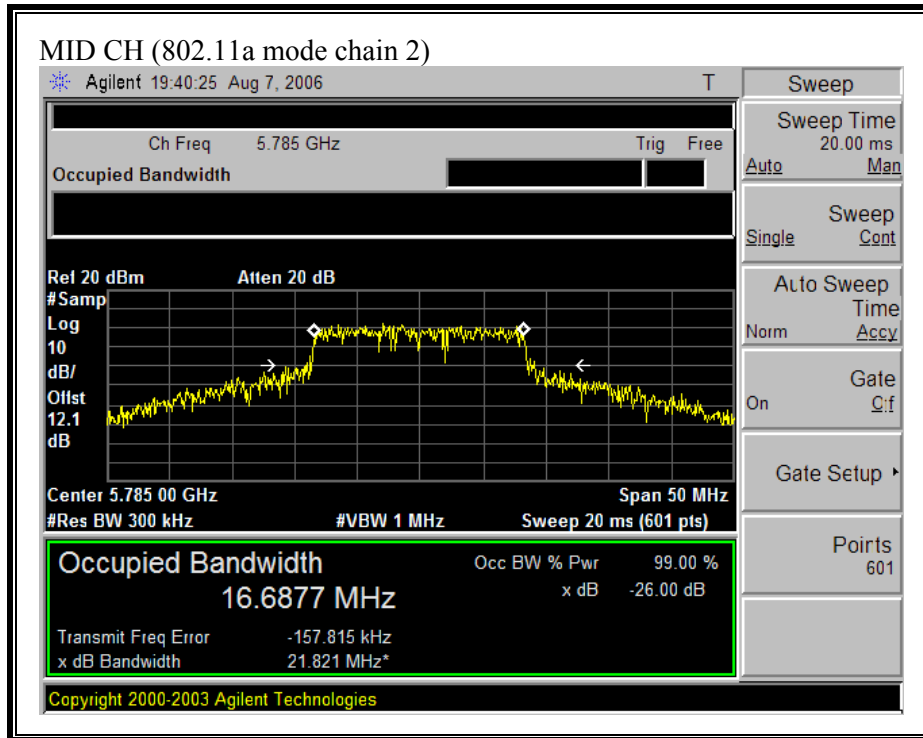 MID CH (802.11a mode chain 2)
Agilent 19:40:25 Aug 7, 2006 T
Sweep
Ch Freq 5.785 GHz Trig Free
Occupied Bandwidth
Sweep Time
20.00 ms
Auto Man
Sweep
Single Cont
Ref 20 dBm Atten 20 dB
#Samp
Log
10
dB/
Offst
12.1
dB
Auto Sweep
Time
Norm Accy
Gate
On Off
Gate Setup
Center 5.785 00 GHz Span 50 MHz
#Res BW 300 kHz #VBW 1 MHz Sweep 20 ms (601 pts)
Points
601
Occupied Bandwidth Occ BW % Pwr 99.00 %
16.6877 MHz x dB -26.00 dB
Transmit Freq Error -157.815 kHz
x dB Bandwidth 21.821 MHz*
Copyright 2000-2003 Agilent Technologies